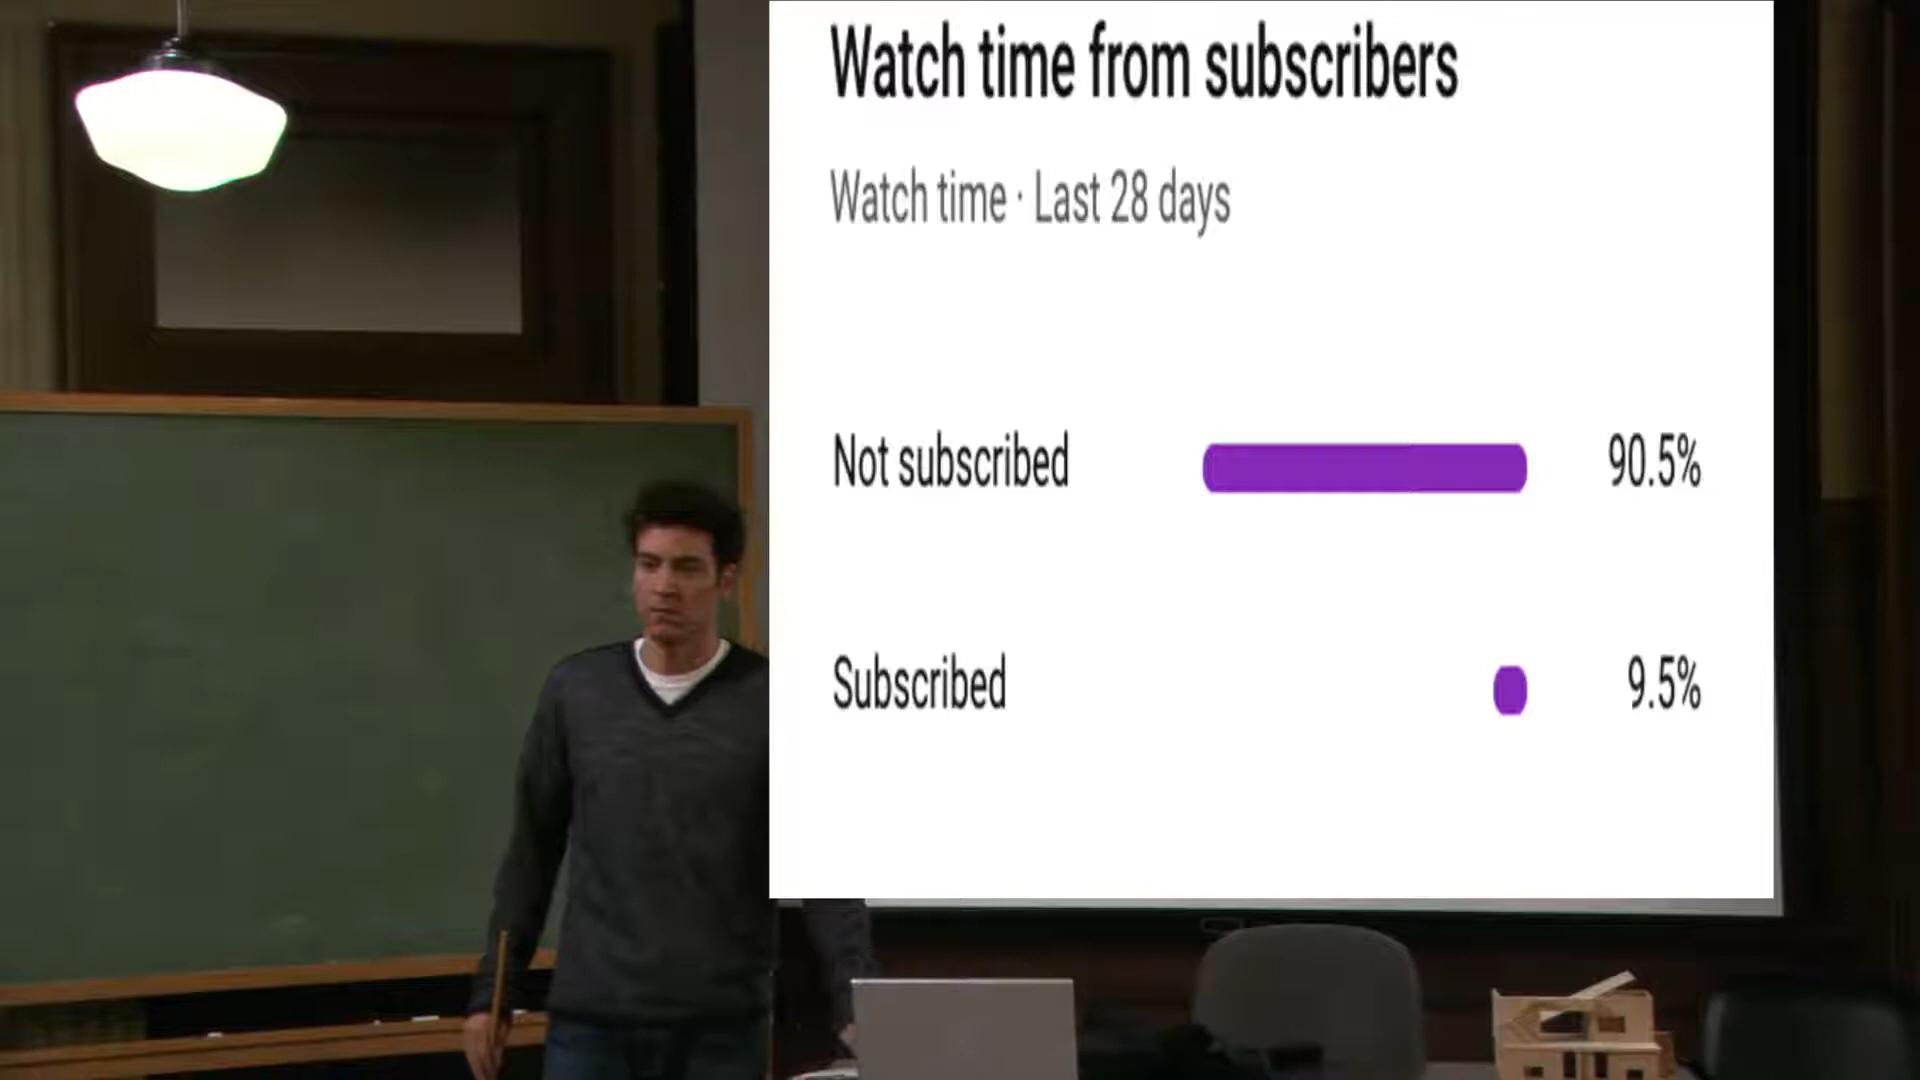 Watch time from subscribers
Watch time · Last 28 days
Not subscribed 90.5%
Subscribed 9.5%